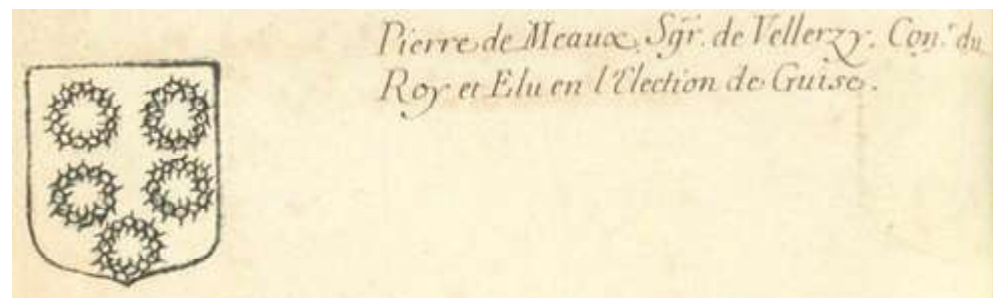 Pierre de Meaux, Sgr. de Vellerzy. Con.r du
Roy et Elu en l'Election de Guise.